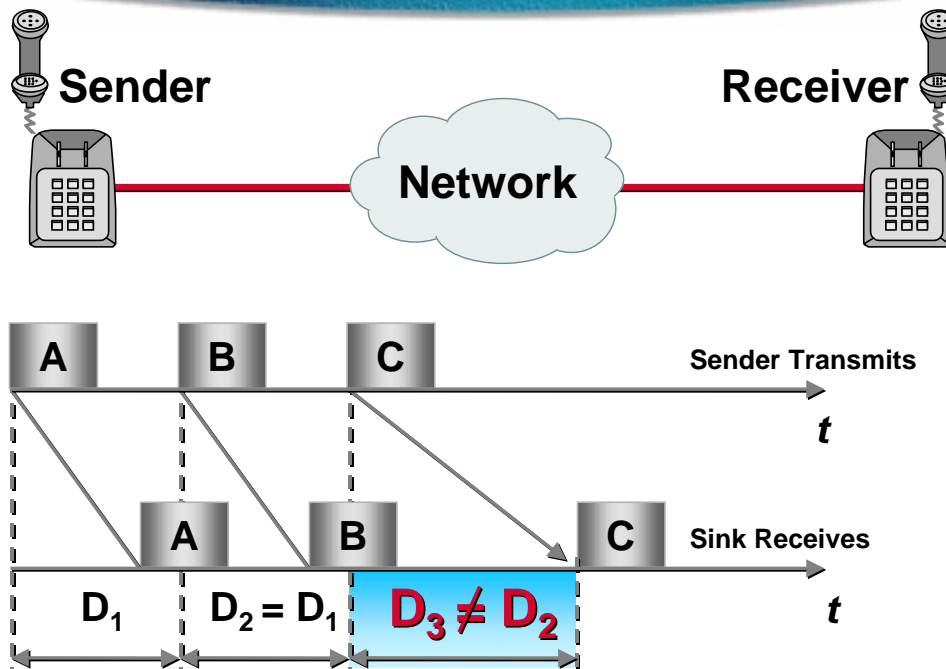 Sender
Receiver
Network
A B C
Sender Transmits
t
A B C
Sink Receives
D₁ D₂ = D₁ D₃ ≠ D₂
t